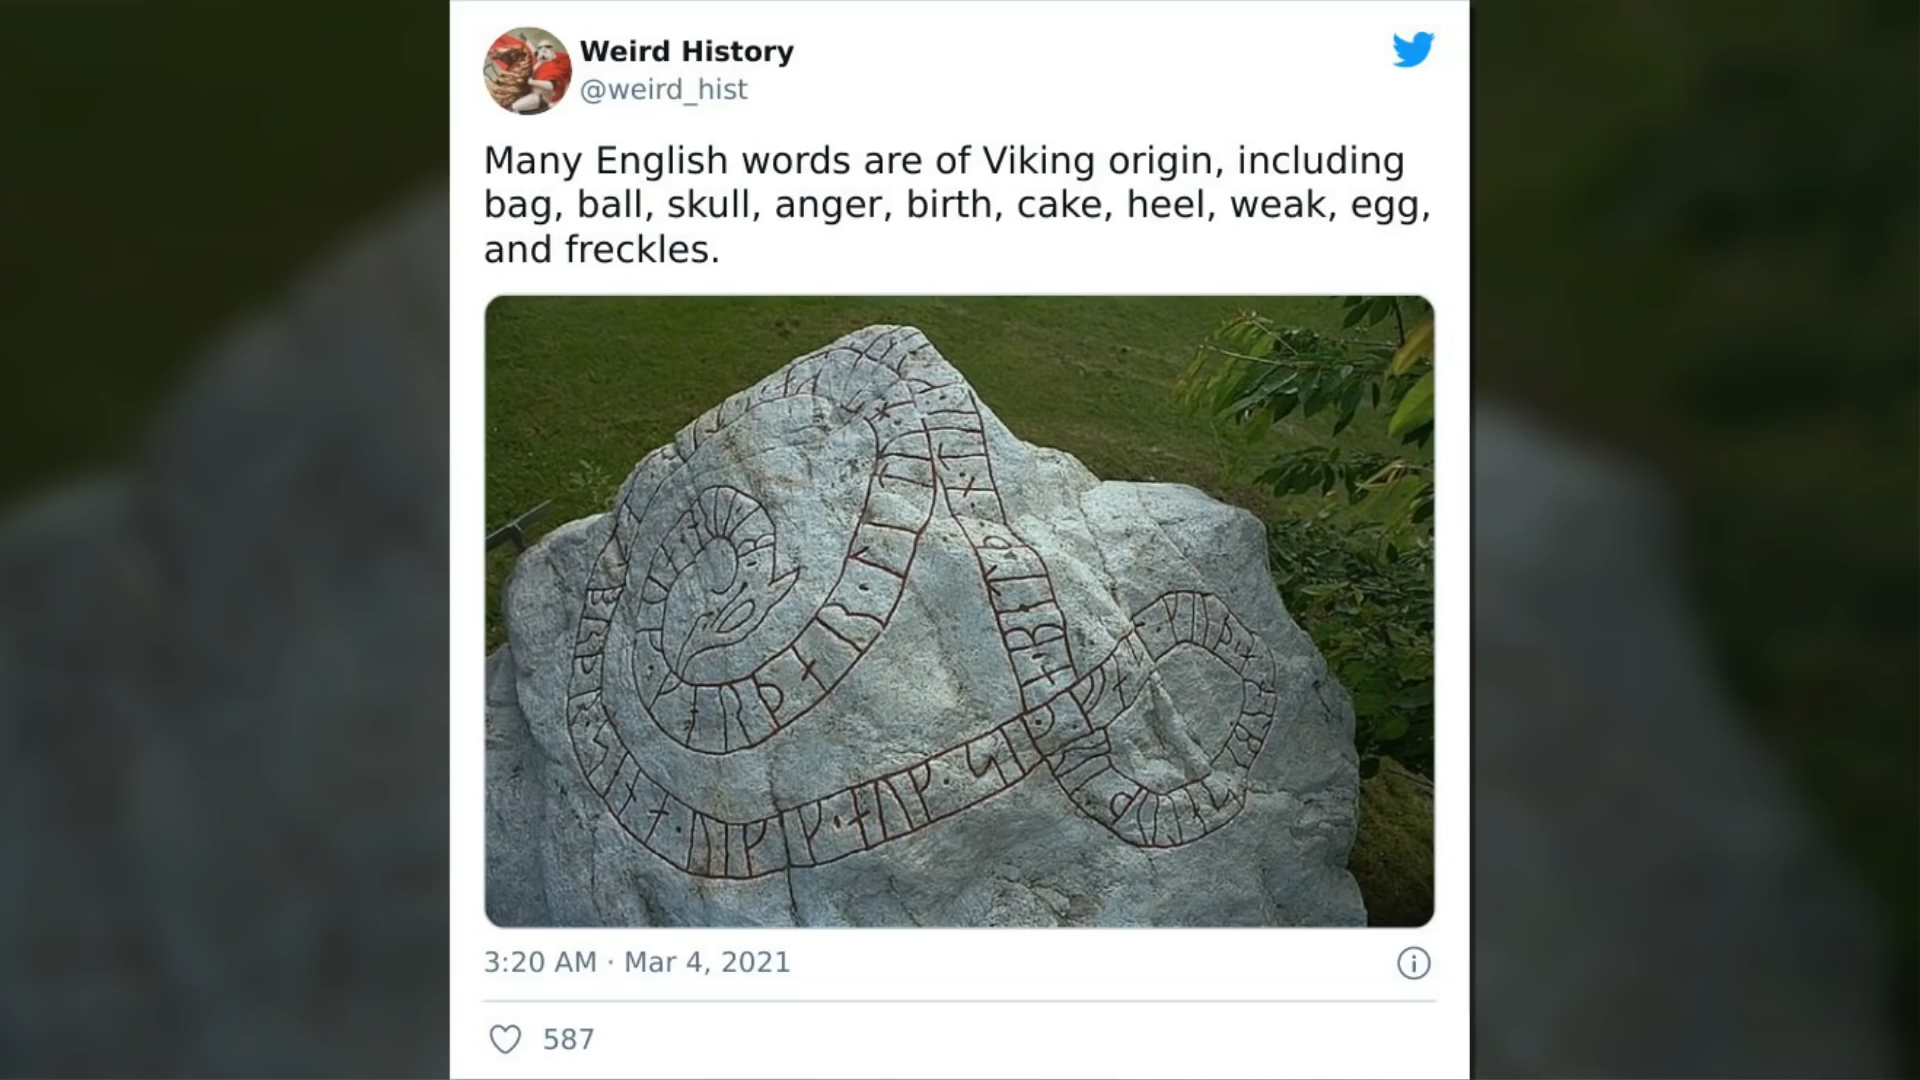 Weird History
@weird_hist
Many English words are of Viking origin, including
bag, ball, skull, anger, birth, cake, heel, weak, egg,
and freckles.
3:20 AM · Mar 4, 2021
587